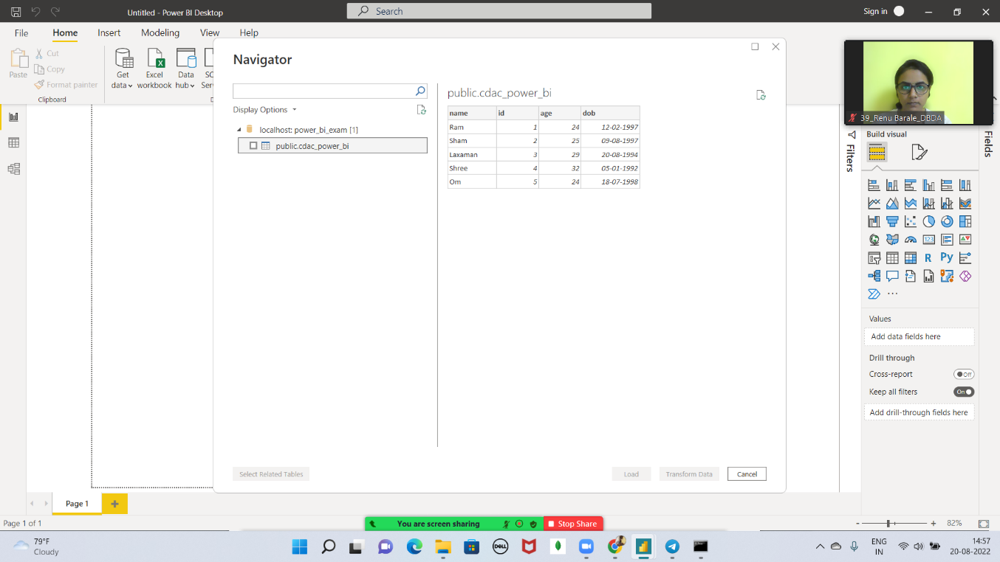 Untitled - Power BI Desktop
Search
Sign in
File Home Insert Modeling View Help
Paste
Cut
Copy
Format painter
Clipboard
Get data
Excel workbook
Data hub
Navigator
Display Options
localhost: power_bi_exam [1]
public.cdac_power_bi
public.cdac_power_bi
name id age dob
Ram 1 24 12-02-1997
Sham 2 25 09-08-1997
Laxaman 3 29 20-08-1994
Shree 4 32 05-01-1992
Om 5 24 18-07-1998
Select Related Tables
Load
Transform Data
Cancel
39_Renu Barale_DBDA
Filters
Build visual
Fields
123
R
Py
Values
Add data fields here
Drill through
Cross-report
Off
Keep all filters
On
Add drill-through fields here
Page 1
Page 1 of 1
You are screen sharing
Stop Share
- + 82%
79°F
Cloudy
DELL
ENG
IN
14:57
20-08-2022